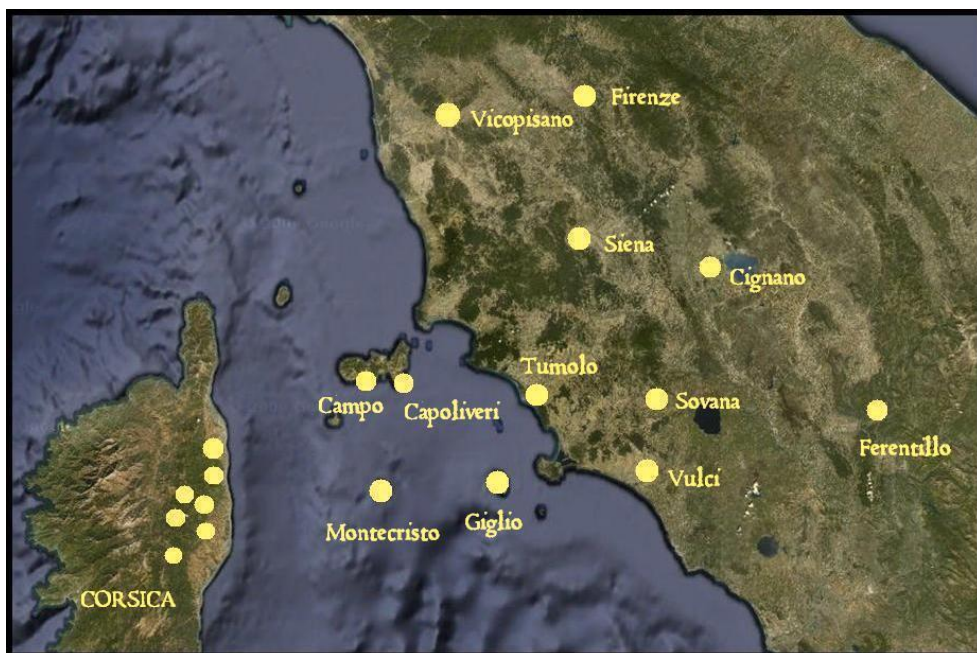 Firenze
Vicopisano
Siena
Cignano
Tumolo
Campo
Capoliveri
Sovana
Ferentillo
Vulci
Montecristo
Giglio
CORSICA